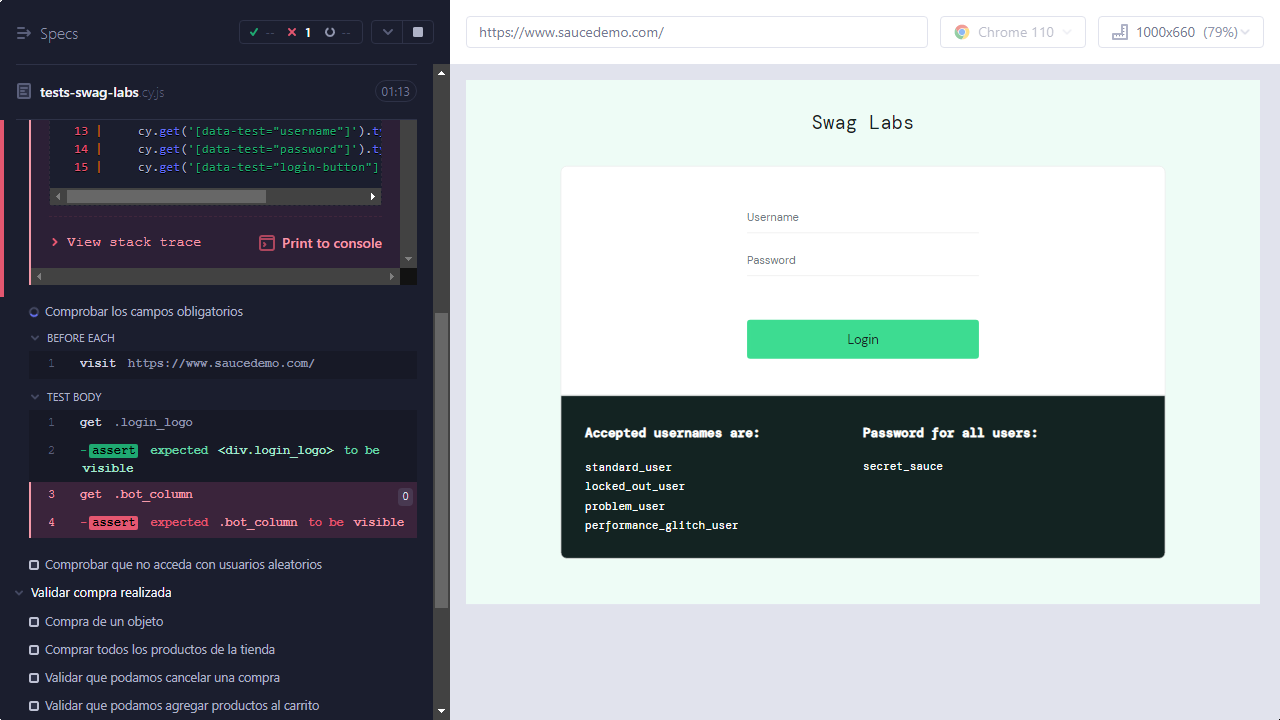 Specs
-- 1 --
tests-swag-labs.cy.js
01:13
13 | cy.get('[data-test="username"]').ty
14 | cy.get('[data-test="password"]').ty
15 | cy.get('[data-test="login-button"]
View stack trace
Print to console
Comprobar los campos obligatorios
BEFORE EACH
1 visit https://www.saucedemo.com/
TEST BODY
1 get .login_logo
2 -assert expected <div.login_logo> to be
visible
3 get .bot_column 0
4 -assert expected .bot_column to be visible
Comprobar que no acceda con usuarios aleatorios
Validar compra realizada
Compra de un objeto
Comprar todos los productos de la tienda
Validar que podamos cancelar una compra
Validar que podamos agregar productos al carrito
https://www.saucedemo.com/
Chrome 110
1000x660 (79%)
Swag Labs
Username
Password
Login
Accepted usernames are:
standard_user
locked_out_user
problem_user
performance_glitch_user
Password for all users:
secret_sauce